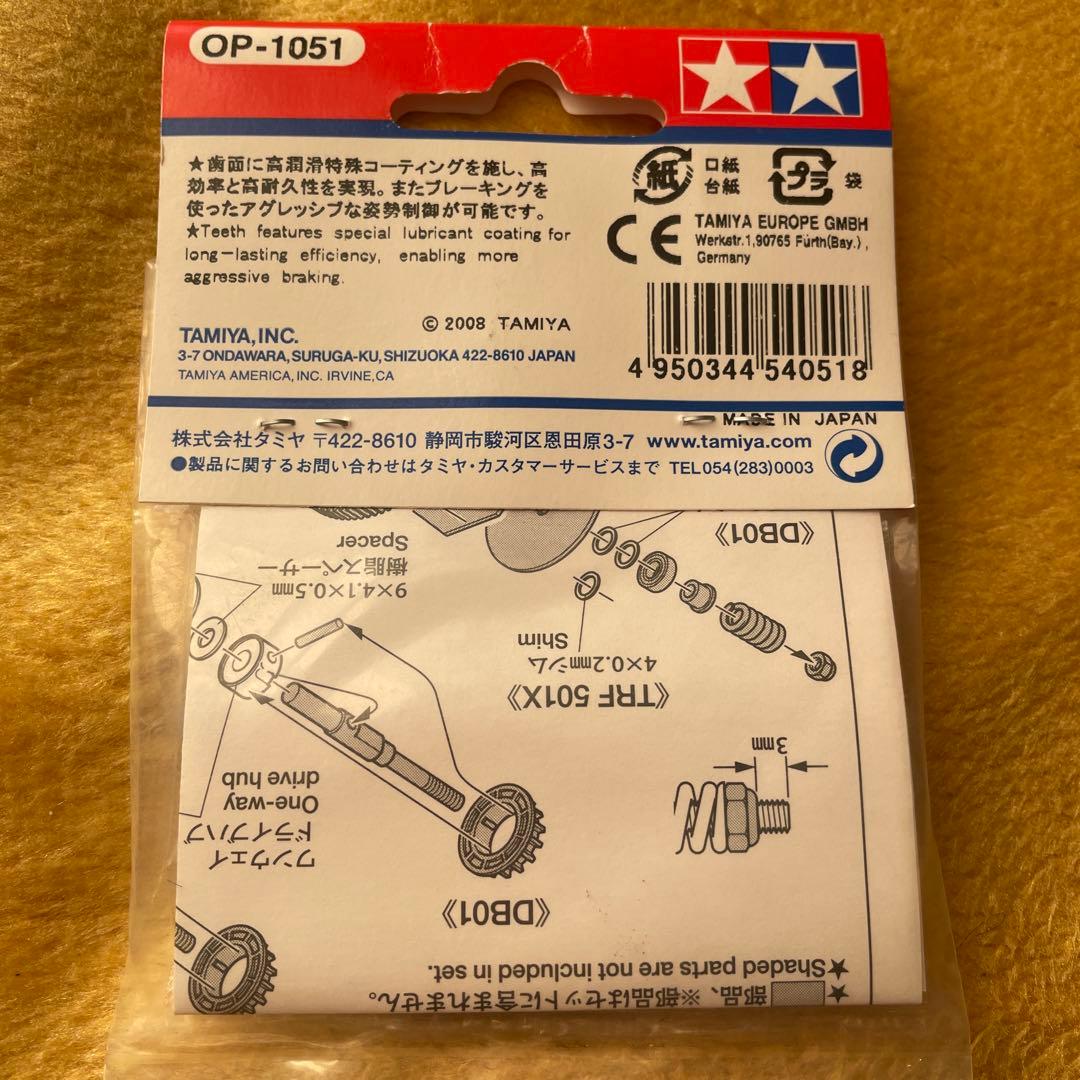 OP-1051
★歯面に高潤滑特殊コーティングを施し、高
効率と高耐久性を実現。またブレーキングを
使ったアグレッシブな姿勢制御が可能です。
★Teeth features special lubricant coating for
long-lasting efficiency, enabling more
aggressive braking.
© 2008 TAMIYA
TAMIYA, INC.
3-7 ONDAWARA, SURUGA-KU, SHIZUOKA 422-8610 JAPAN
TAMIYA AMERICA, INC. IRVINE, CA
紙
口紙
台紙
プラ
袋
CE
TAMIYA EUROPE GMBH
Werkstr.1,90765 Fürth(Bay.),
Germany
4 950344 540518
MADE IN JAPAN
株式会社タミヤ 〒422-8610 静岡市駿河区恩田原3-7 www.tamiya.com
●製品に関するお問い合わせはタミヤ・カスタマーサービスまで TEL054(283)0003
★ 部品、※部品はセットに含まれません。
★Shaded parts are not included in set.
《DB01》
ワンウェイ
ドライブハブ
One-way
drive hub
3mm
《TRF 501X》
4×0.2mmシム
Shim
9×4.1×0.5mm
樹脂スペーサー
Spacer
《DB01》